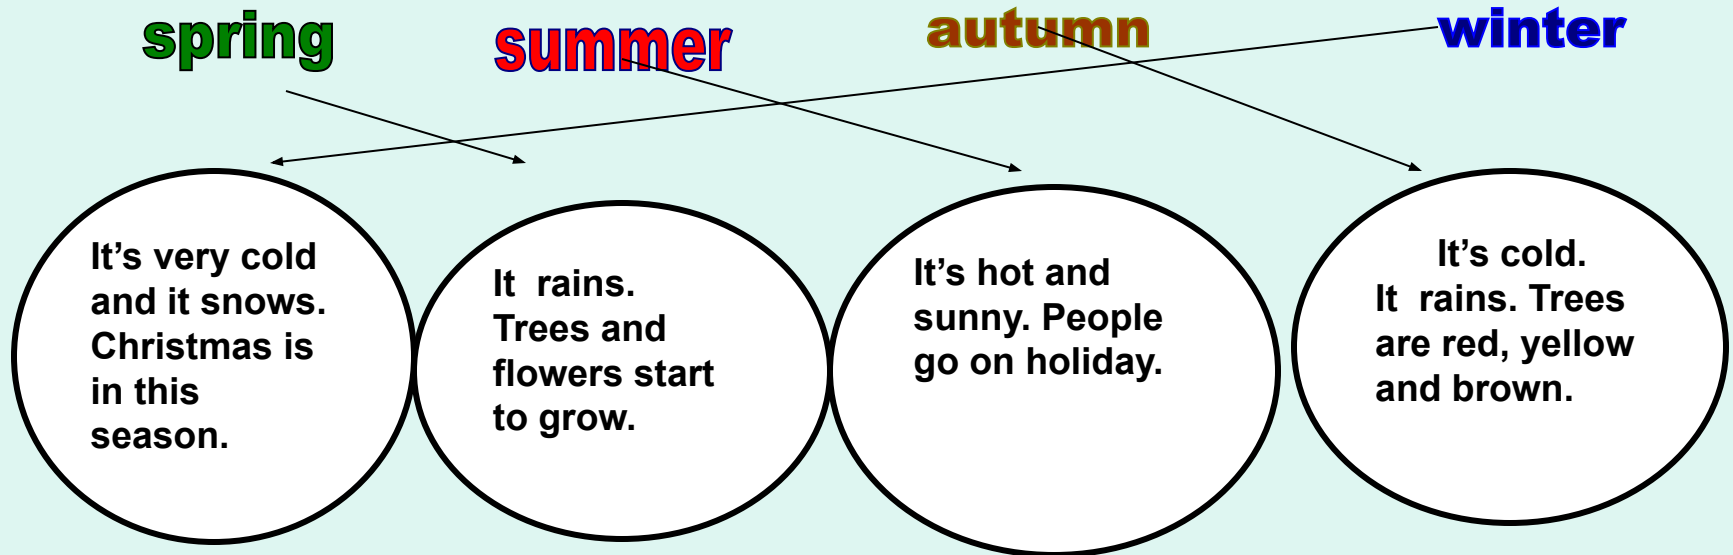 spring
summer
autumn
winter
It’s very cold
and it snows.
Christmas is
in this
season.
It rains.
Trees and
flowers start
to grow.
It’s hot and
sunny. People
go on holiday.
It’s cold.
It rains. Trees
are red, yellow
and brown.